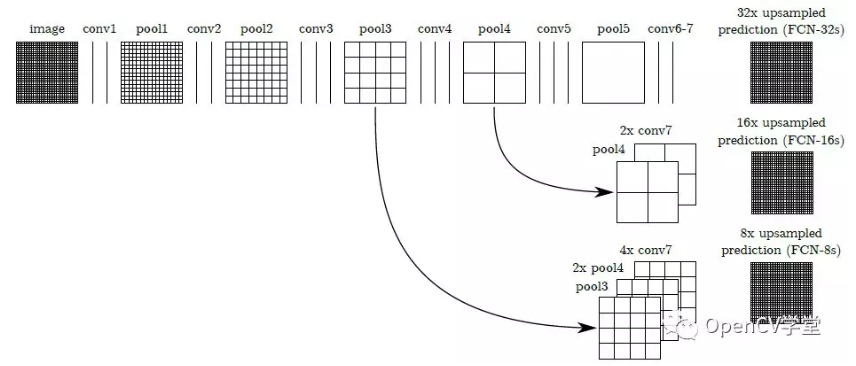 image conv1 pool1 conv2 pool2 conv3 pool3 conv4 pool4 conv5 pool5 conv6-7
32x upsampled
prediction (FCN-32s)
2x conv7
pool4
16x upsampled
prediction (FCN-16s)
4x conv7
2x pool4
pool3
8x upsampled
prediction (FCN-8s)
OpenCV学堂